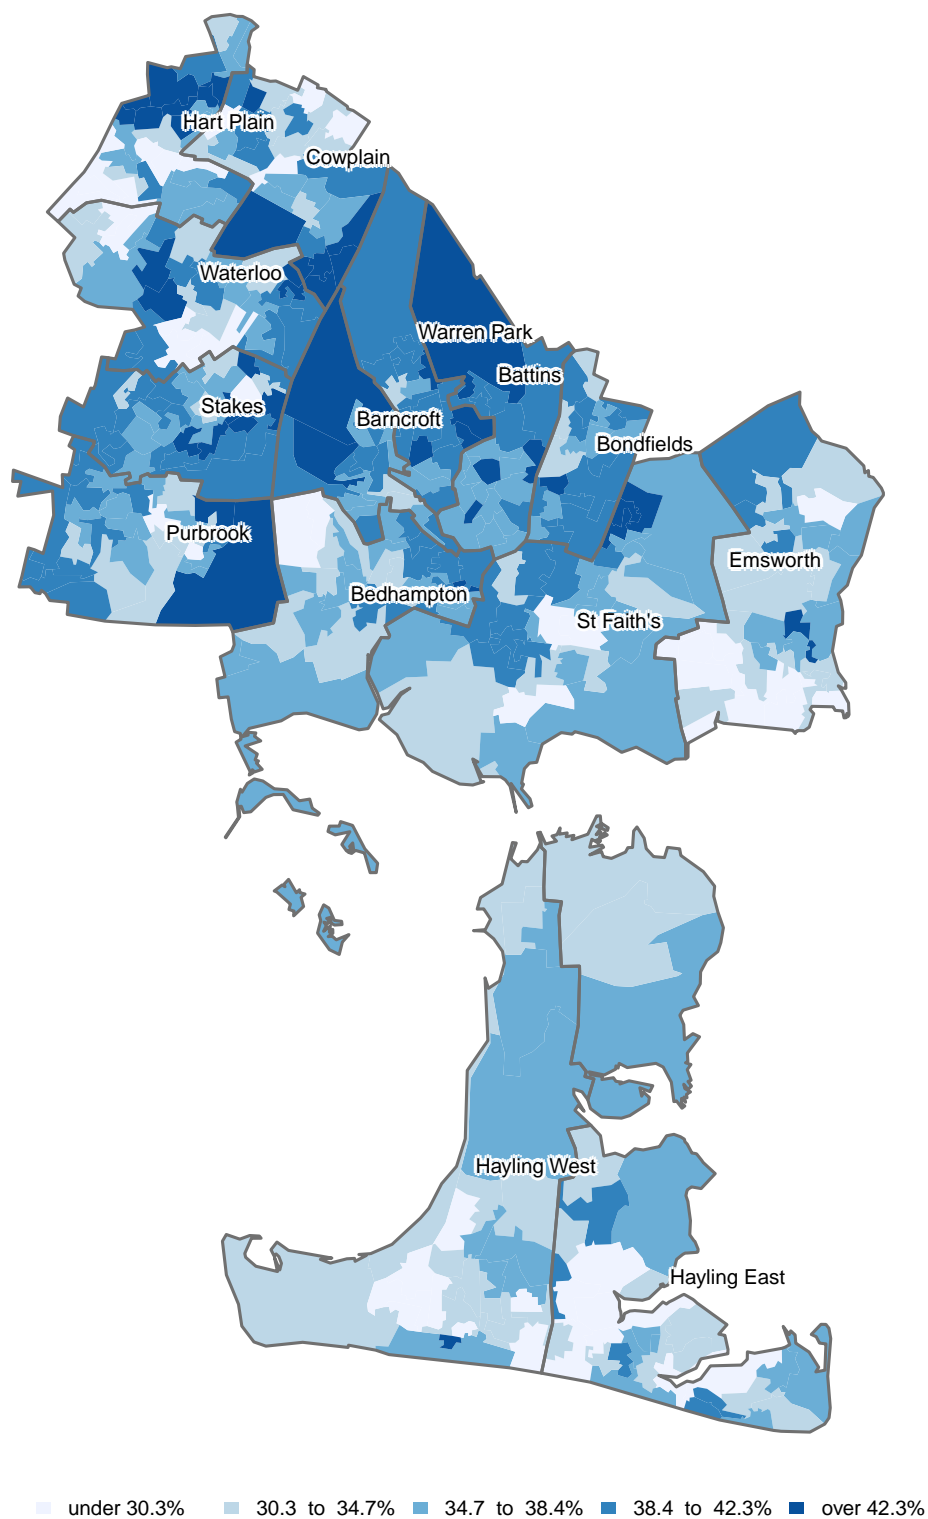 Hart Plain
Cowplain
Waterloo
Warren Park
Battins
Stakes
Barncroft
Bondfields
Purbrook
Emsworth
Bedhampton
St Faith's
Hayling West
Hayling East
under 30.3% 30.3 to 34.7% 34.7 to 38.4% 38.4 to 42.3% over 42.3%